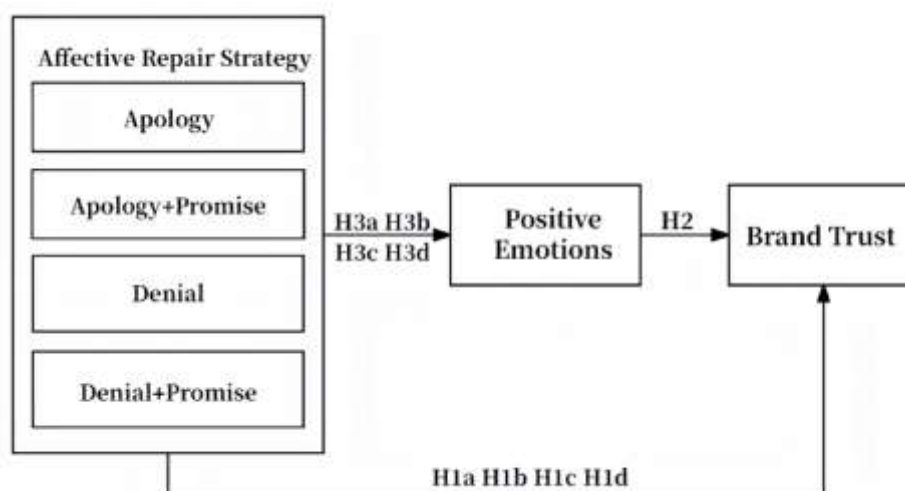 Affective Repair Strategy
Apology
Apology+Promise
Denial
Denial+Promise
H3a H3b
H3c H3d
Positive
Emotions
H2
Brand Trust
H1a H1b H1c H1d